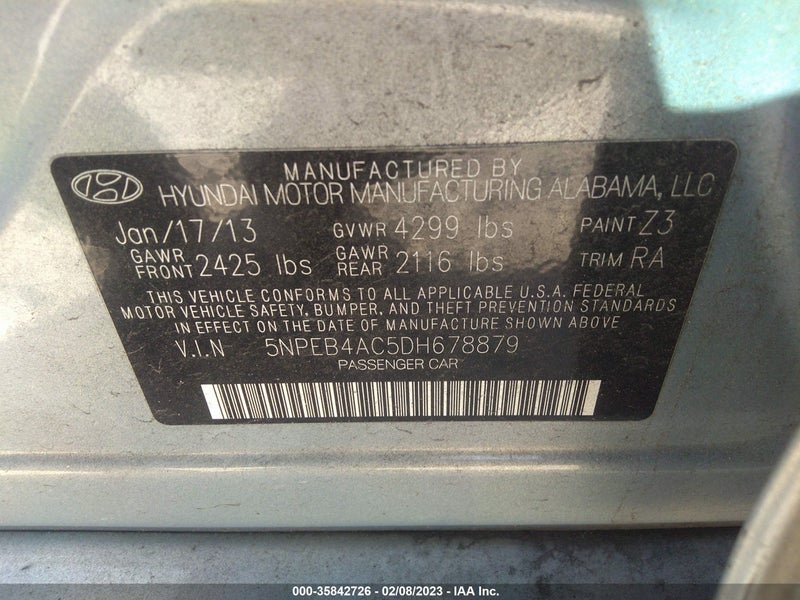 MANUFACTURED BY
HYUNDAI MOTOR MANUFACTURING ALABAMA, LLC
Jan/17/13 GVWR 4299 lbs PAINT Z3
GAWR FRONT 2425 lbs GAWR REAR 2116 lbs TRIM RA
THIS VEHICLE CONFORMS TO ALL APPLICABLE U.S.A. FEDERAL
MOTOR VEHICLE SAFETY, BUMPER, AND THEFT PREVENTION STANDARDS
IN EFFECT ON THE DATE OF MANUFACTURE SHOWN ABOVE.
V.I.N 5NPEB4AC5DH678879
PASSENGER CAR
000-35842726 - 02/08/2023 - IAA Inc.